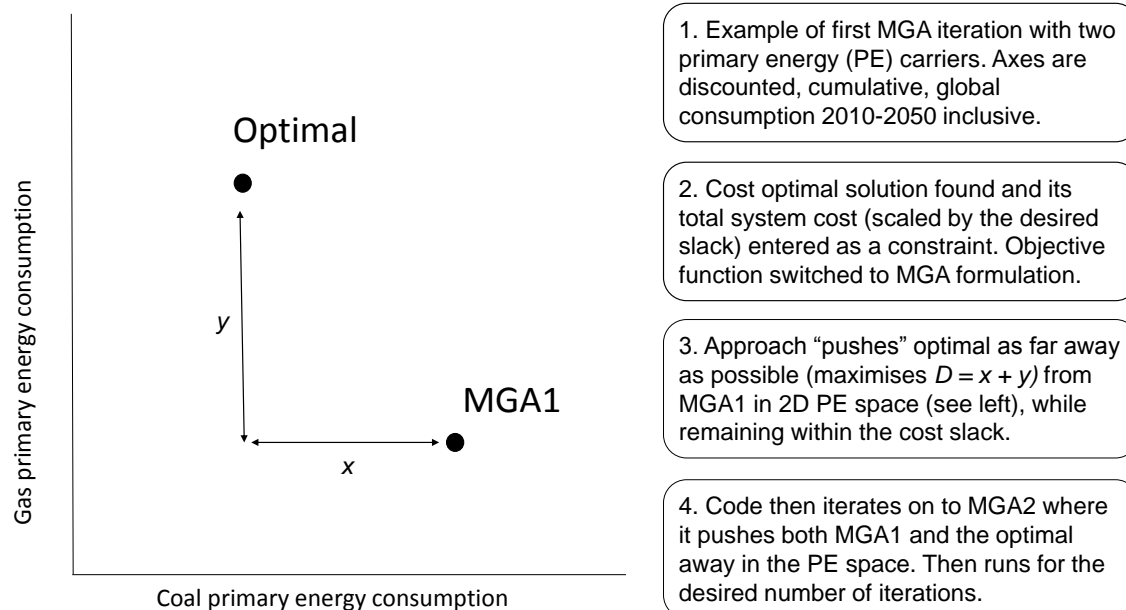 Optimal
y
MGA1
x
Gas primary energy consumption
Coal primary energy consumption
1. Example of first MGA iteration with two
primary energy (PE) carriers. Axes are
discounted, cumulative, global
consumption 2010-2050 inclusive.
2. Cost optimal solution found and its
total system cost (scaled by the desired
slack) entered as a constraint. Objective
function switched to MGA formulation.
3. Approach “pushes” optimal as far away
as possible (maximises D = x + y) from
MGA1 in 2D PE space (see left), while
remaining within the cost slack.
4. Code then iterates on to MGA2 where
it pushes both MGA1 and the optimal
away in the PE space. Then runs for the
desired number of iterations.